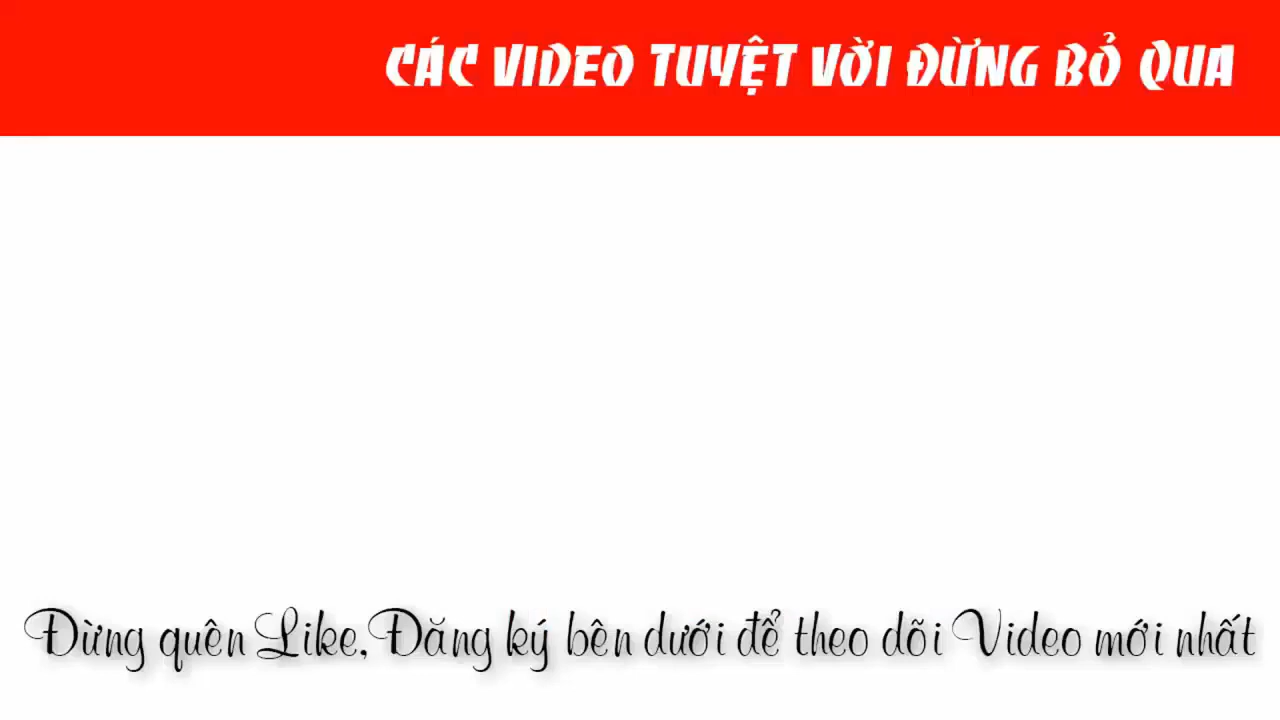 CÁC VIDEO TUYỆT VỜI ĐỪNG BỎ QUA
Đừng quên Like,Đăng ký bên dưới để theo dõi Video mới nhất